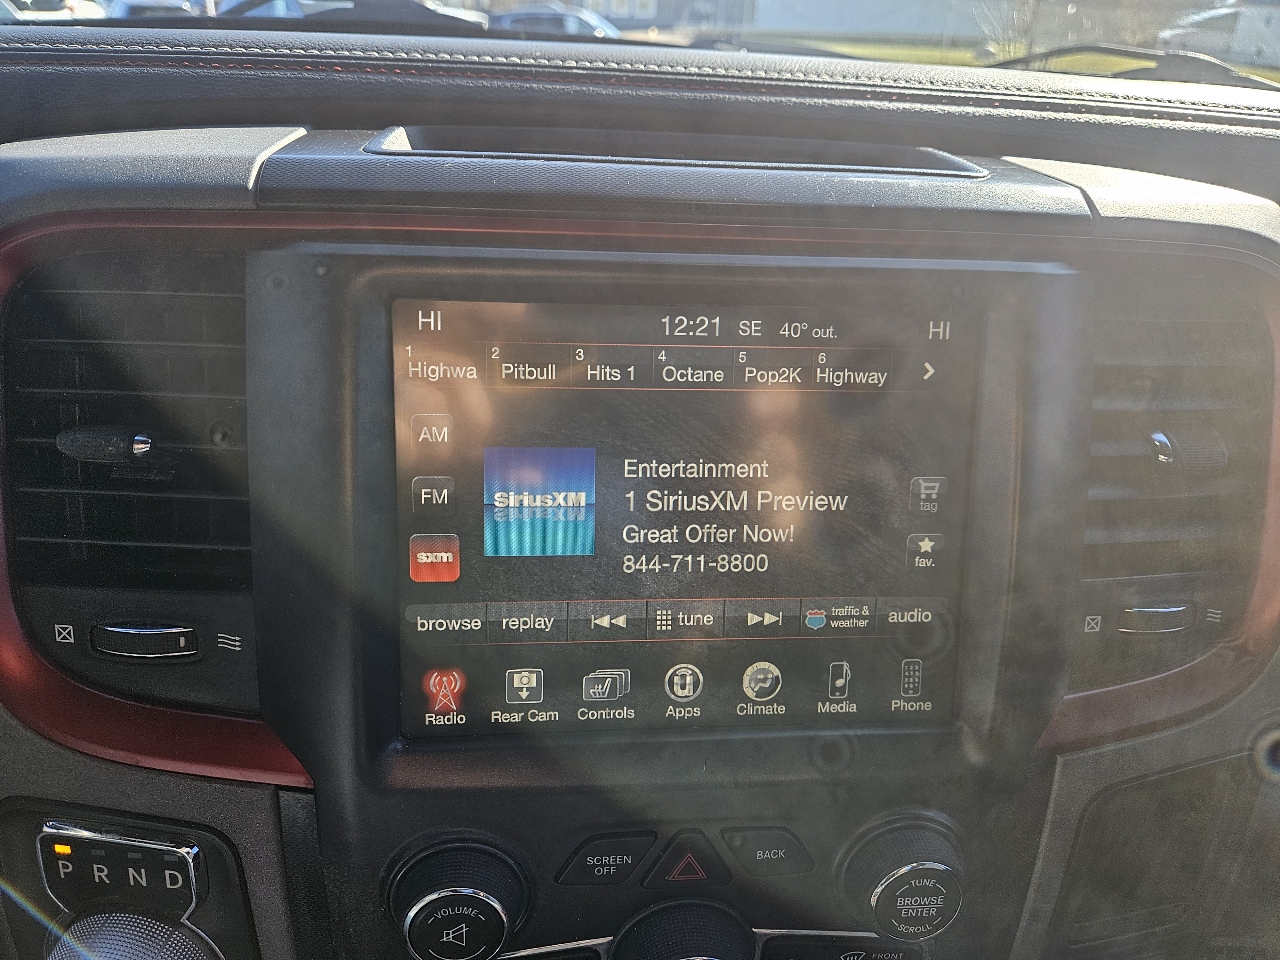 HI 12:21 SE 40° out. HI
1 Highwa 2 Pitbull 3 Hits 1 4 Octane 5 Pop2K 6 Highway
AM
FM
sxm
SiriusXM
Entertainment
1 SiriusXM Preview
Great Offer Now!
844-711-8800
tag
fav.
browse replay tune traffic & weather audio
Radio Rear Cam Controls Apps Climate Media Phone
P R N D
VOLUME
SCREEN OFF
BACK
TUNE
BROWSE
ENTER
SCROLL
FRONT